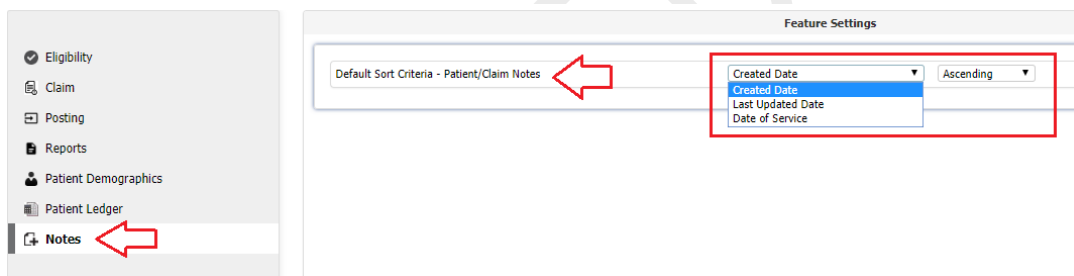 Eligibility
Claim
Posting
Reports
Patient Demographics
Patient Ledger
Notes
Feature Settings
Default Sort Criteria - Patient/Claim Notes
Created Date Ascending
Created Date
Last Updated Date
Date of Service